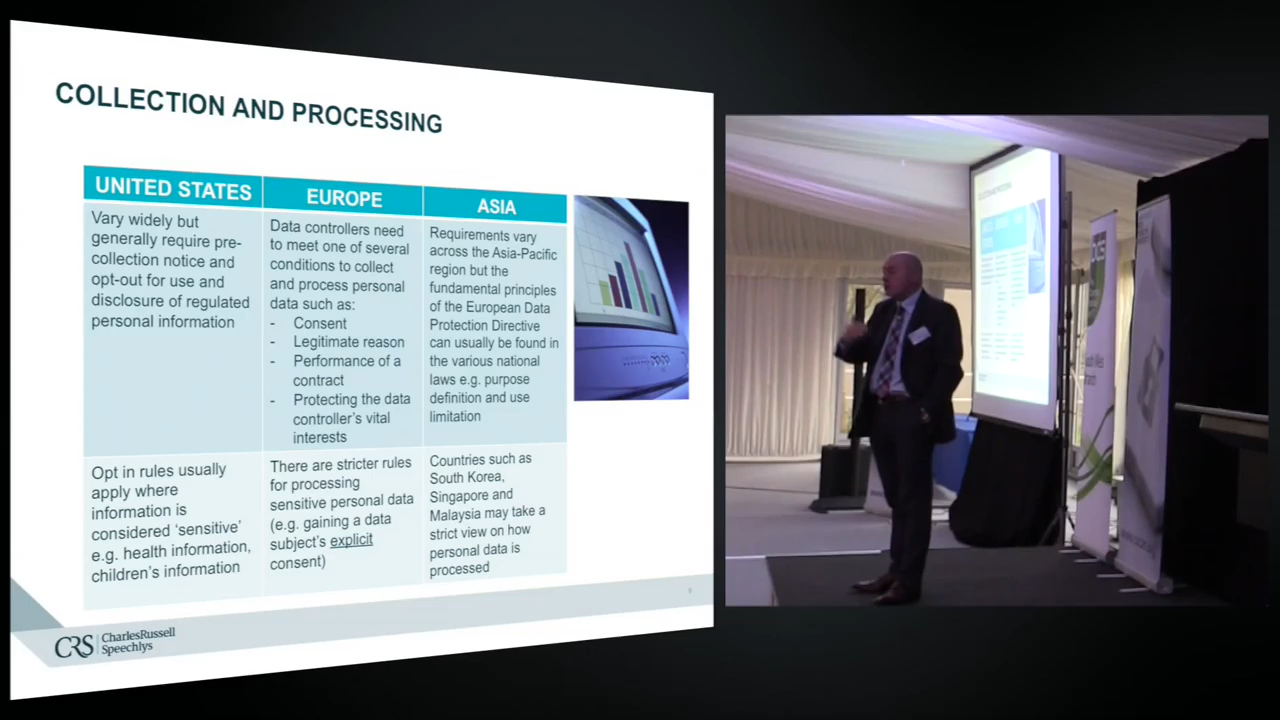 COLLECTION AND PROCESSING
UNITED STATES
EUROPE
ASIA
Vary widely but
generally require pre-
collection notice and
opt-out for use and
disclosure of regulated
personal information
Data controllers need
to meet one of several
conditions to collect
and process personal
data such as:
- Consent
- Legitimate reason
- Performance of a
contract
- Protecting the data
controller's vital
interests
Requirements vary
across the Asia-Pacific
region but the
fundamental principles
of the European Data
Protection Directive
can usually be found in
the various national
laws e.g. purpose
definition and use
limitation
Opt in rules usually
apply where
information is
considered 'sensitive'
e.g. health information,
children's information
There are stricter rules
for processing
sensitive personal data
(e.g. gaining a data
subject's explicit
consent)
Countries such as
South Korea,
Singapore and
Malaysia may take a
strict view on how
personal data is
processed
CRS
CharlesRussell
Speechlys